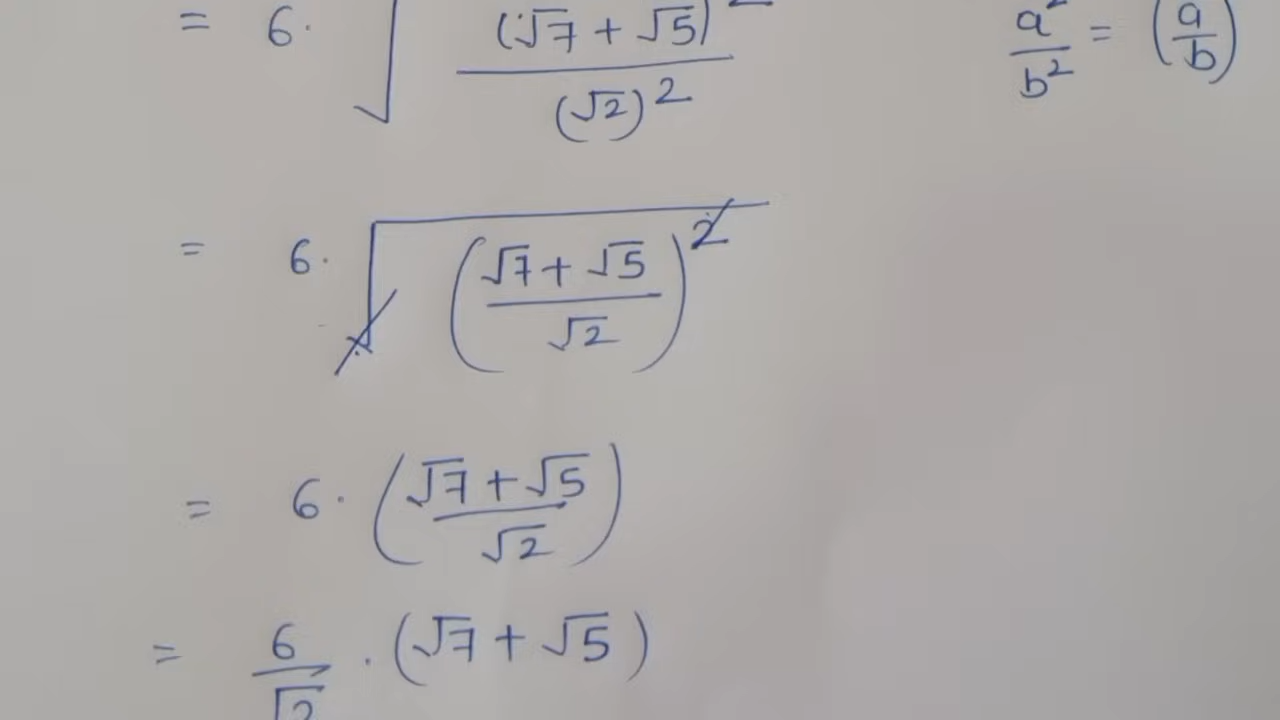 = 6 · √((√7 + √5)² / (√2)²)
a² / b² = (a / b)
= 6 · √(((√7 + √5) / √2)²)
= 6 · ((√7 + √5) / √2)
= 6 / √2 · (√7 + √5)